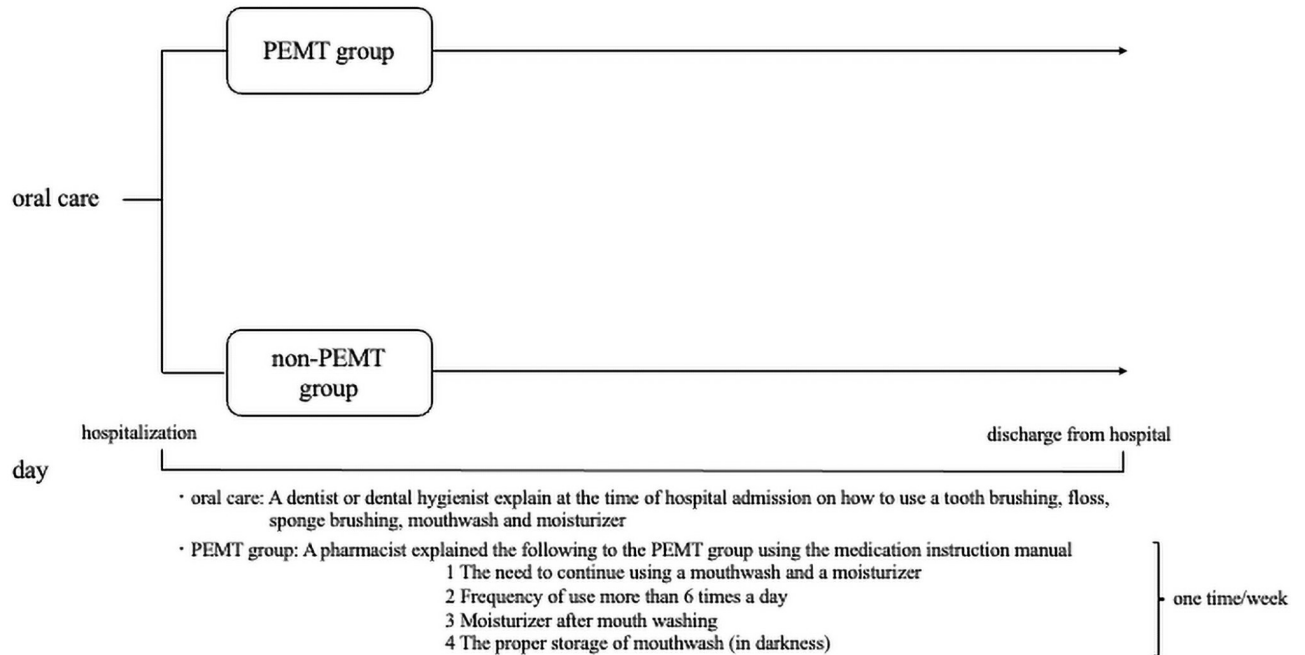 PEMT group
oral care
non-PEMT
group
hospitalization
discharge from hospital
day
・oral care: A dentist or dental hygienist explain at the time of hospital admission on how to use a tooth brushing, floss,
sponge brushing, mouthwash and moisturizer
・PEMT group: A pharmacist explained the following to the PEMT group using the medication instruction manual
1 The need to continue using a mouthwash and a moisturizer
2 Frequency of use more than 6 times a day
3 Moisturizer after mouth washing
4 The proper storage of mouthwash (in darkness)
one time/week